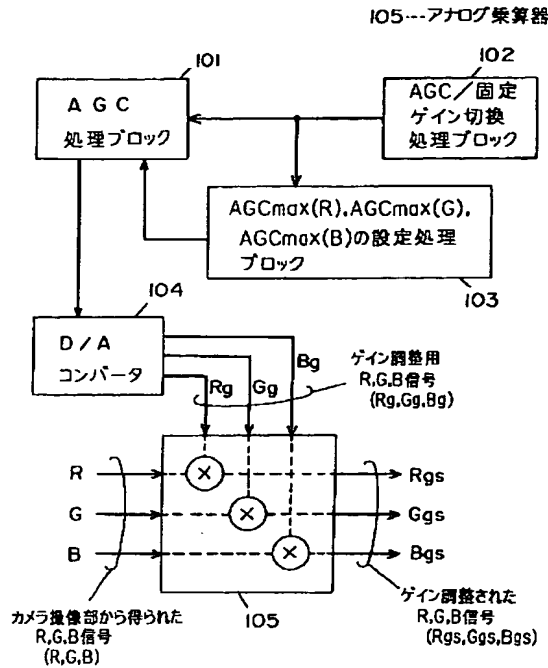 105---アナログ乗算器
101
AGC
処理ブロック
102
AGC/固定
ゲイン切換
処理ブロック
AGCmax(R),AGCmax(G),
AGCmax(B)の設定処理
ブロック
103
104
D/A
コンバータ
Rg
Gg
Bg
ゲイン調整用
R,G,B信号
(Rg,Gg,Bg)
R
G
B
×
×
×
Rgs
Ggs
Bgs
105
カメラ撮像部から得られた
R,G,B信号
(R,G,B)
ゲイン調整された
R,G,B信号
(Rgs,Ggs,Bgs)